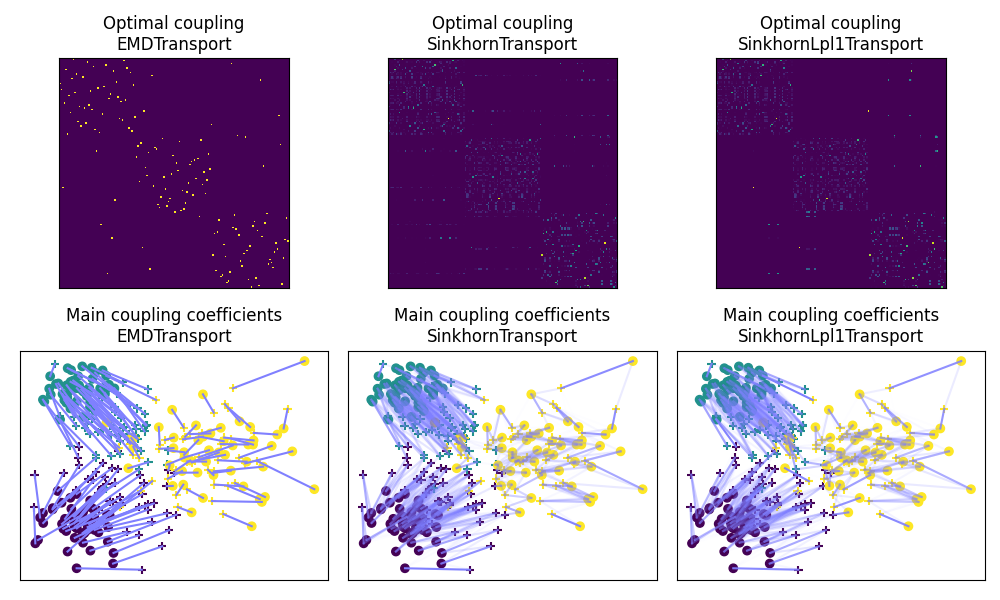 Optimal coupling
EMDTransport
Optimal coupling
SinkhornTransport
Optimal coupling
SinkhornLpl1Transport
Main coupling coefficients
EMDTransport
Main coupling coefficients
SinkhornTransport
Main coupling coefficients
SinkhornLpl1Transport